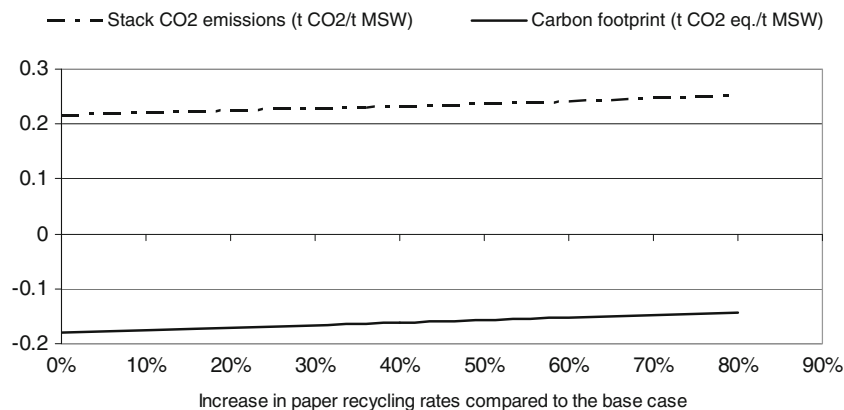 Stack CO2 emissions (t CO2/t MSW) Carbon footprint (t CO2 eq./t MSW)
0.3
0.2
0.1
0
-0.1
-0.2
0% 10% 20% 30% 40% 50% 60% 70% 80% 90%
Increase in paper recycling rates compared to the base case